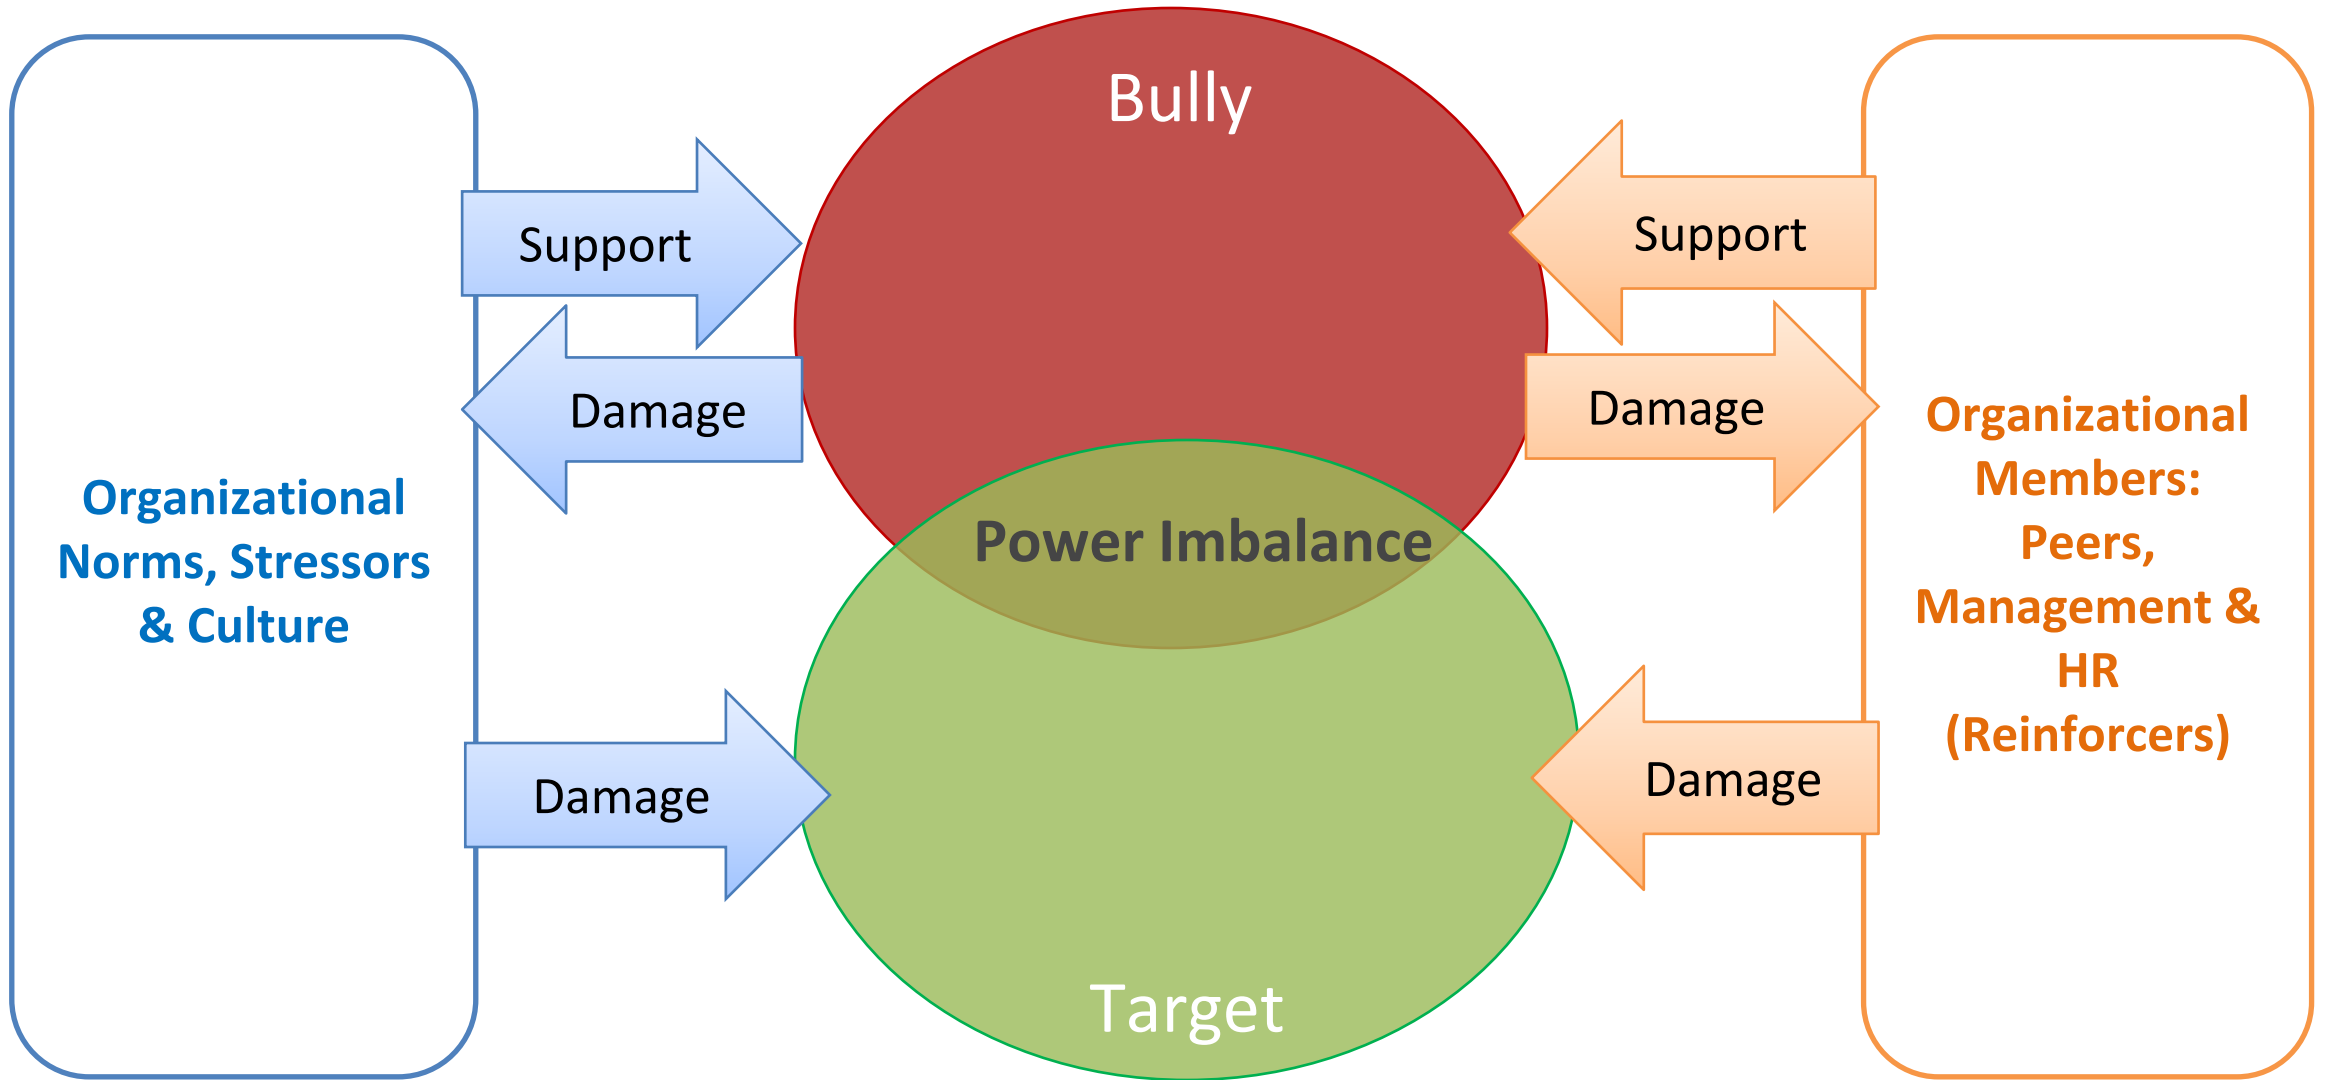 Bully
Support
Support
Damage
Damage
Organizational
Norms, Stressors
& Culture
Power Imbalance
Organizational
Members:
Peers,
Management &
HR
(Reinforcers)
Damage
Damage
Target